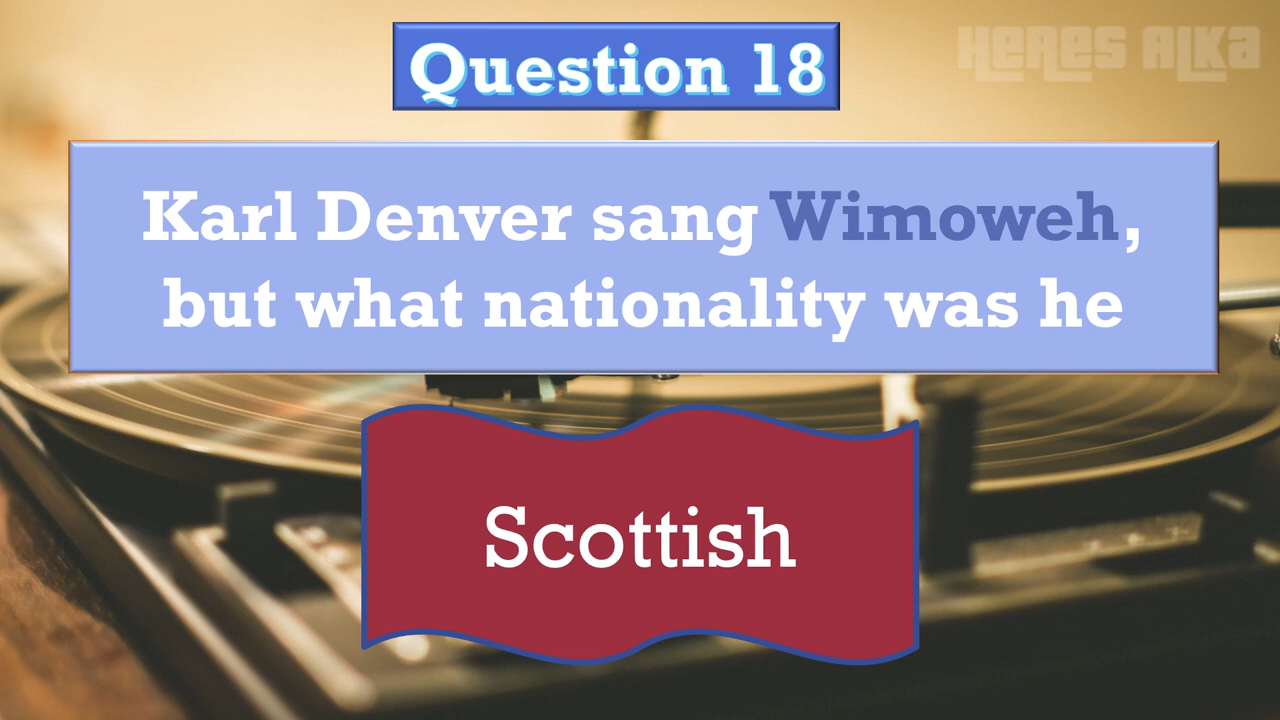 HERES ALKA
Question 18
Karl Denver sang Wimoweh,
but what nationality was he
Scottish